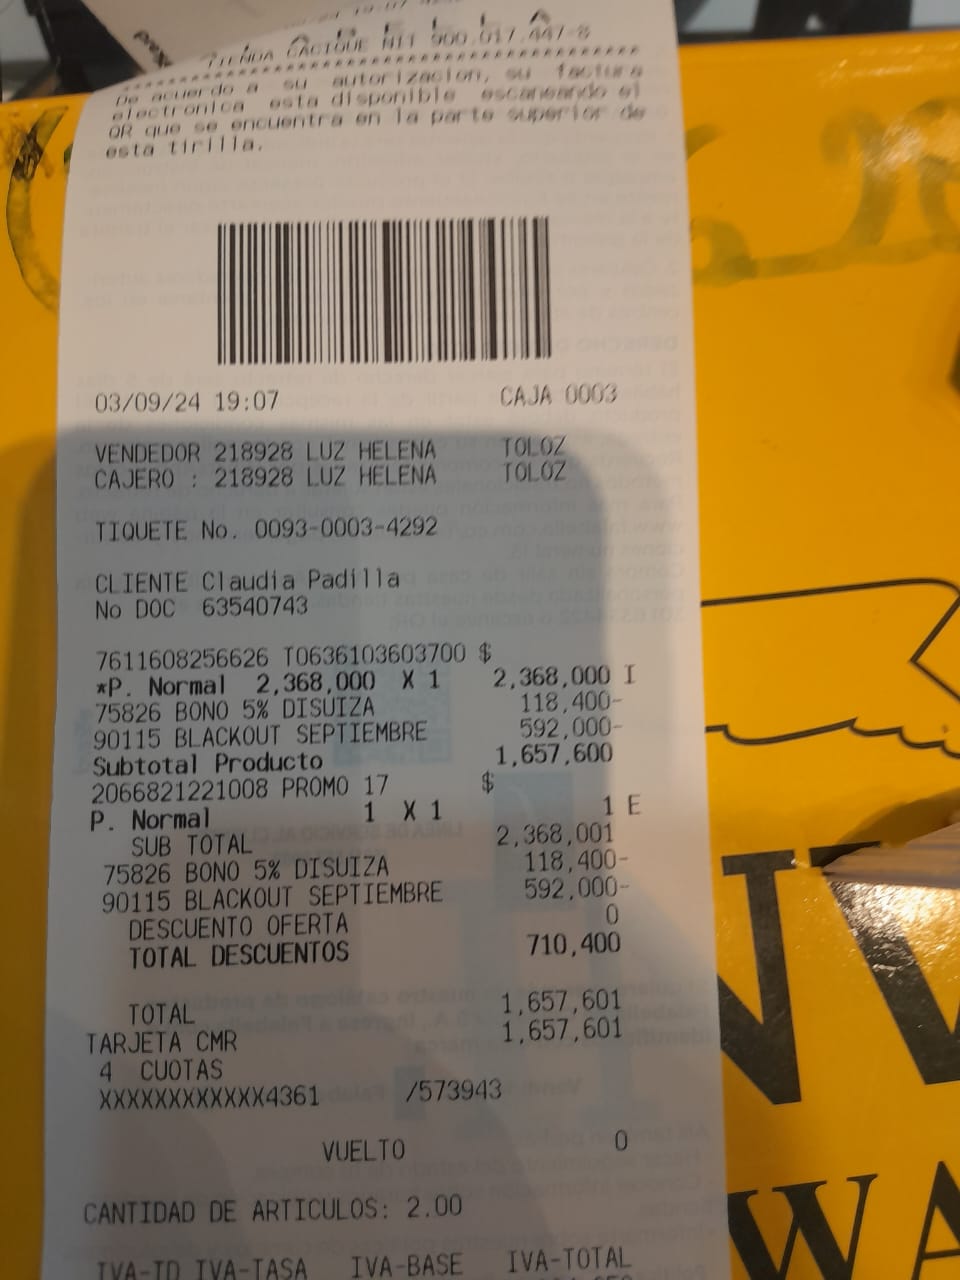 TIENDA CACIQUE NIT 900.017.447-8
De acuerdo a su autorizacion, su factura
electronica esta disponible escaneando el
QR que se encuentra en la parte superior de
esta tirilla.
03/09/24 19:07 CAJA 0003
VENDEDOR 218928 LUZ HELENA TOLOZ
CAJERO : 218928 LUZ HELENA TOLOZ
TIQUETE No. 0093-0003-4292
CLIENTE Claudia Padilla
No DOC 63540743
7611608256626 T0636103603700 $
*P. Normal 2,368,000 X 1 2,368,000 I
75826 BONO 5% DISUIZA 118,400-
90115 BLACKOUT SEPTIEMBRE 592,000-
Subtotal Producto 1,657,600
2066821221008 PROMO 17 $
P. Normal 1 X 1 1 E
SUB TOTAL 2,368,001
75826 BONO 5% DISUIZA 118,400-
90115 BLACKOUT SEPTIEMBRE 592,000-
DESCUENTO OFERTA 0
TOTAL DESCUENTOS 710,400
TOTAL 1,657,601
TARJETA CMR 1,657,601
4 CUOTAS
XXXXXXXXXXXX4361 /573943
VUELTO 0
CANTIDAD DE ARTICULOS: 2.00
IVA-ID IVA-TASA IVA-BASE IVA-TOTAL